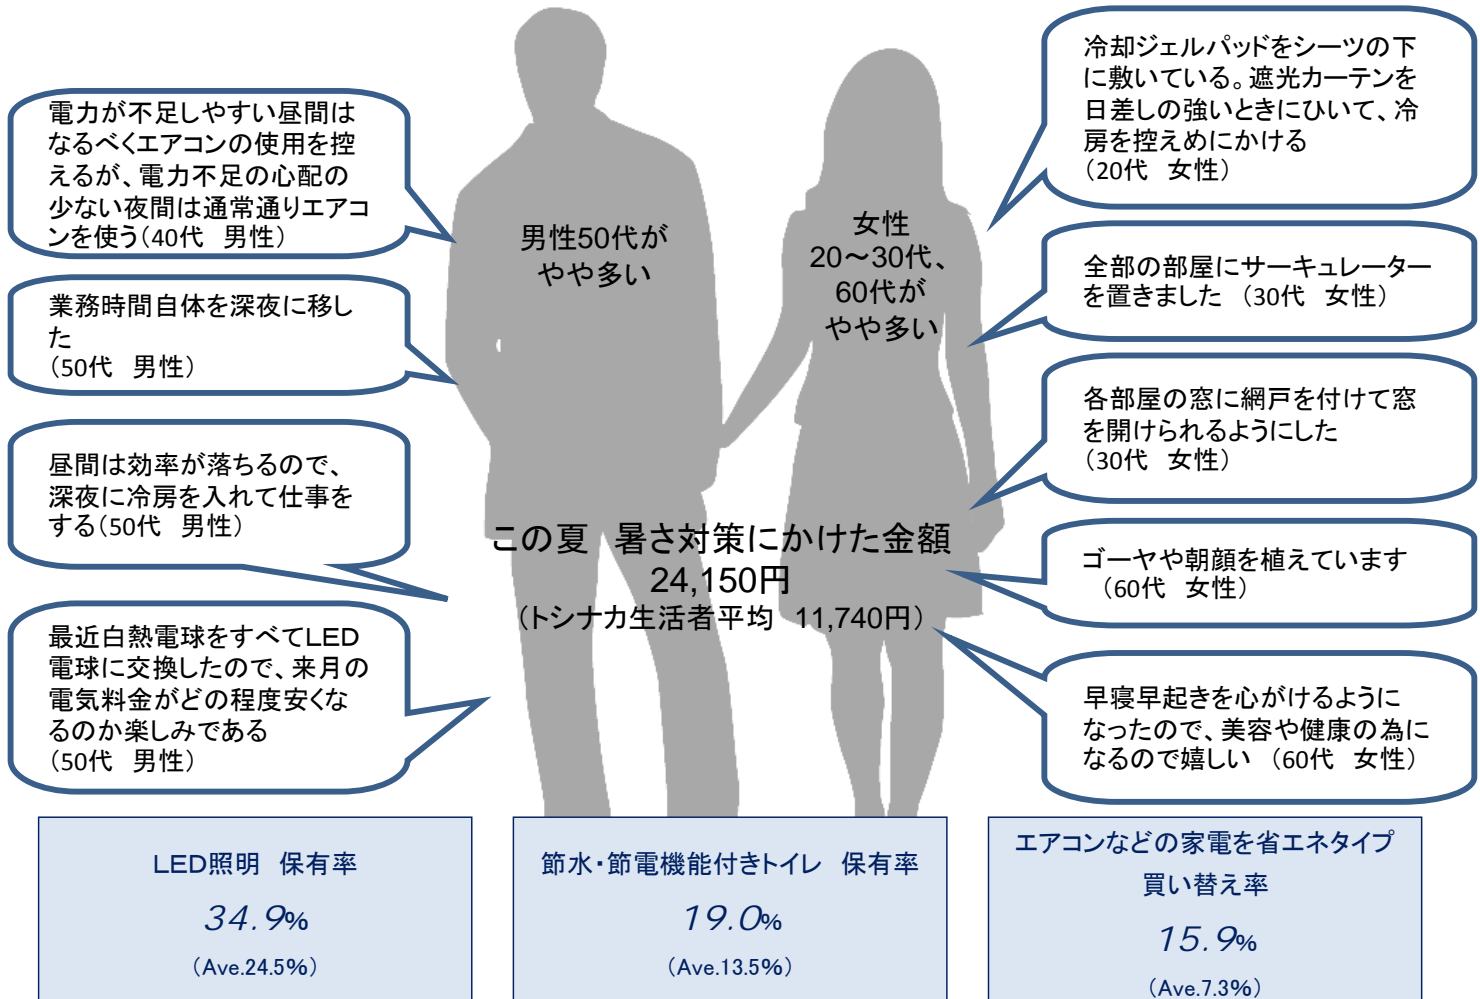 電力が不足しやすい昼間は
なるべくエアコンの使用を控
えるが、電力不足の心配の
少ない夜間は通常通りエアコ
ンを使う（40代　男性）
業務時間自体を深夜に移し
た
（50代　男性）
昼間は効率が落ちるので、
深夜に冷房を入れて仕事を
する（50代　男性）
最近白熱電球をすべてLED
電球に交換したので、来月の
電気料金がどの程度安くな
るのか楽しみである
（50代　男性）
男性50代が
やや多い
女性
20～30代、
60代が
やや多い
この夏　暑さ対策にかけた金額
24,150円
（トシナカ生活者平均　11,740円）
冷却ジェルパッドをシーツの下
に敷いている。遮光カーテンを
日差しの強いときにひいて、冷
房を控えめにかける
（20代　女性）
全部の部屋にサーキュレーター
を置きました　（30代　女性）
各部屋の窓に網戸を付けて窓
を開けられるようにした
（30代　女性）
ゴーヤや朝顔を植えています
（60代　女性）
早寝早起きを心がけるように
なったので、美容や健康の為に
なるので嬉しい　（60代　女性）
LED照明　保有率
34.9%
（Ave.24.5%）
節水・節電機能付きトイレ　保有率
19.0%
（Ave.13.5%）
エアコンなどの家電を省エネタイプ
買い替え率
15.9%
（Ave.7.3%）